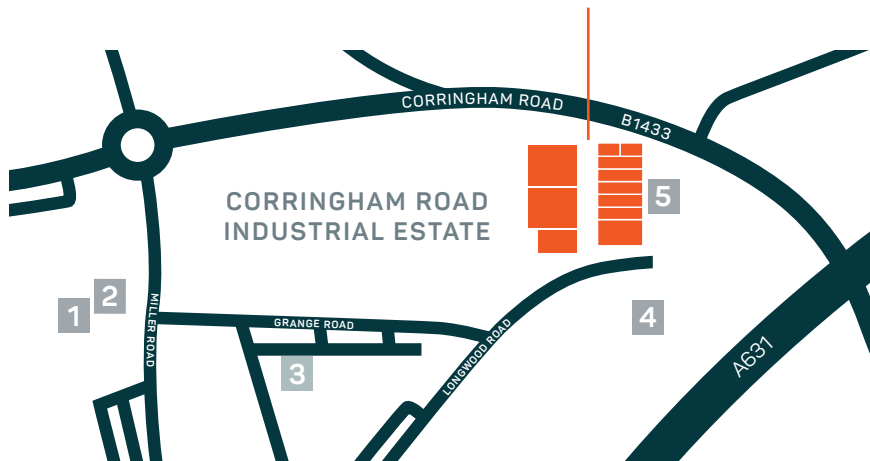 CORRINGHAM ROAD
B1433
CORRINGHAM ROAD
INDUSTRIAL ESTATE
5
2
1
MILLER ROAD
GRANGE ROAD
LONGWOOD ROAD
4
A631
3